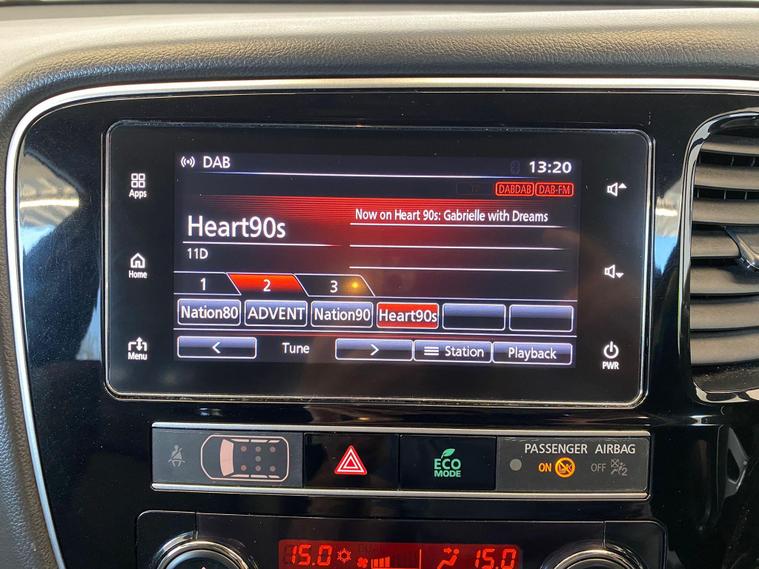 DAB
13:20
DABDAB DAB-FM
Apps
Heart90s
Now on Heart 90s: Gabrielle with Dreams
11D
Home
1 2 3
Nation80 ADVENT Nation90 Heart90s
Menu
< Tune > Station Playback
PWR
PASSENGER AIRBAG
ON OFF 2
ECO
MODE
15.0 15.0